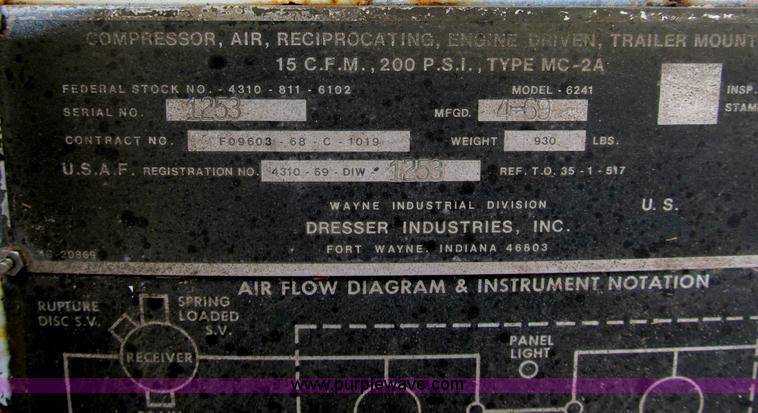 COMPRESSOR, AIR, RECIPROCATING, ENGINE DRIVEN, TRAILER MOUNT
15 C.F.M., 200 P.S.I., TYPE MC-2A
FEDERAL STOCK NO. - 4310 - 811 - 6102 MODEL - 6241 INSP.
SERIAL NO. 1253 MFGD. 4-69 STAM
CONTRACT NO. F09603 - 68 - C - 1019 WEIGHT 930 LBS.
U.S.A.F. REGISTRATION NO. 4310 - 69 - DIW - 1253 REF. T.O. 35 - 1 - 517
WAYNE INDUSTRIAL DIVISION U. S.
DRESSER INDUSTRIES, INC.
FORT WAYNE, INDIANA 46803
20869
AIR FLOW DIAGRAM & INSTRUMENT NOTATION
RUPTURE
DISC S.V.
SPRING
LOADED
S.V.
RECEIVER
PANEL
LIGHT
www.purplewave.com